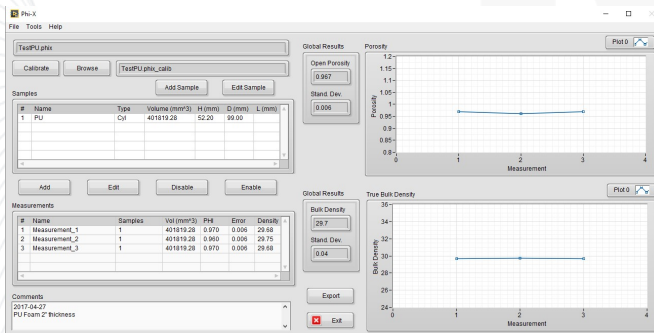 Phi-X
File Tools Help
TestPU.phix
Calibrate Browse TestPU.phix_calib
Add Sample Edit Sample
Samples
# Name Type Volume (mm^3) H (mm) D (mm) L (mm)
1 PU Cyl 401819.28 52.20 99.00
Add Edit Disable Enable
Measurements
# Name Samples Vol (mm^3) PHI Error Density
1 Measurement_1 1 401819.28 0.970 0.006 29.68
2 Measurement_2 1 401819.28 0.960 0.006 29.75
3 Measurement_3 1 401819.28 0.970 0.006 29.68
Comments
2017-04-27
PU Foam 2" thickness
Global Results
Open Porosity
0.967
Stand. Dev.
0.006
Global Results
Bulk Density
29.7
Stand. Dev.
0.04
Export
Exit
Porosity
Plot 0
Porosity
1.2
1.15
1.1
1.05
1
0.95
0.9
0.85
0.8
0 1 2 3 4
Measurement
True Bulk Density
Plot 0
Bulk Density
36
34
32
30
28
26
24
0 1 2 3 4
Measurement